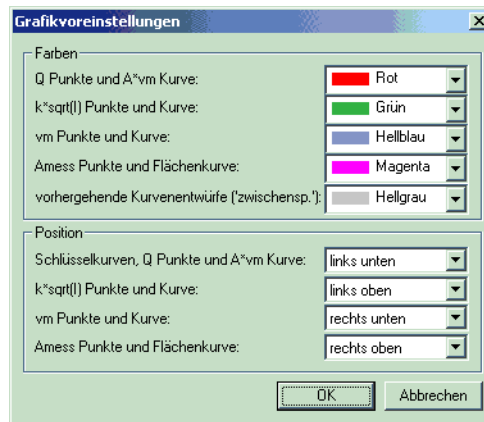 Grafikvoreinstellungen
Farben
Q Punkte und A*vm Kurve: Rot
k*sqrt(I) Punkte und Kurve: Grün
vm Punkte und Kurve: Hellblau
Amess Punkte und Flächenkurve: Magenta
vorhergehende Kurvenentwürfe ('zwischensp.'): Hellgrau
Position
Schlüsselkurven, Q Punkte und A*vm Kurve: links unten
k*sqrt(I) Punkte und Kurve: links oben
vm Punkte und Kurve: rechts unten
Amess Punkte und Flächenkurve: rechts oben
OK Abbrechen